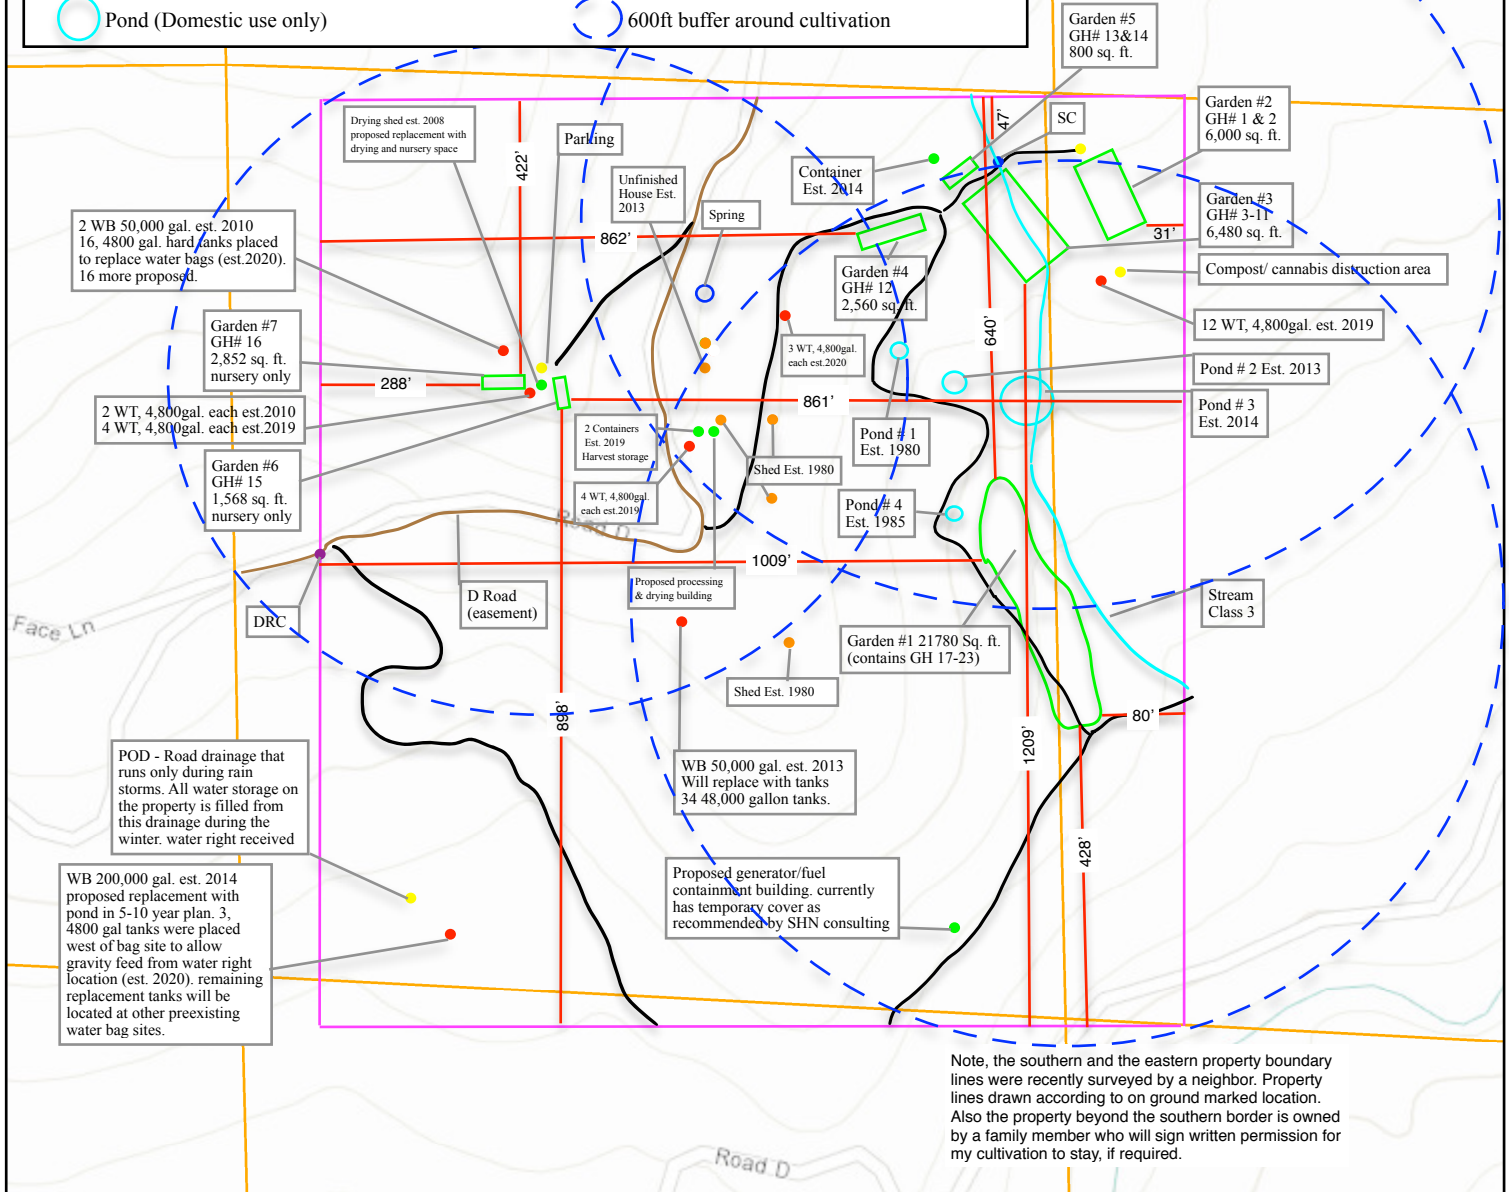 Pond (Domestic use only)
600ft buffer around cultivation
Garden #5
GH# 13&14
800 sq. ft.
Drying shed est. 2008
proposed replacement with
drying and nursery space
Parking
422'
Unfinished
House Est.
2013
Spring
Container
Est. 2014
47'
SC
Garden #2
GH# 1 & 2
6,000 sq. ft.
2 WB 50,000 gal. est. 2010
16, 4800 gal. hard tanks placed
to replace water bags (est.2020).
16 more proposed.
862'
Garden #3
GH# 3-11
6,480 sq. ft.
31'
Garden #4
GH# 12
2,560 sq. ft.
Compost/ cannabis distruction area
12 WT, 4,800gal. est. 2019
Garden #7
GH# 16
2,852 sq. ft.
nursery only
288'
3 WT, 4,800gal.
each est.2020
640'
Pond # 2 Est. 2013
Pond # 3
Est. 2014
861'
2 WT, 4,800gal. each est.2010
4 WT, 4,800gal. each est.2019
2 Containers
Est. 2019
Harvest storage
Pond # 1
Est. 1980
Shed Est. 1980
Garden #6
GH# 15
1,568 sq. ft.
nursery only
4 WT, 4,800gal.
each est.2019
Pond # 4
Est. 1985
Road D
1009'
Proposed processing
& drying building
D Road
(easement)
DRC
Face Ln
Stream
Class 3
Garden #1 21780 Sq. ft.
(contains GH 17-23)
Shed Est. 1980
898'
80'
1209'
POD - Road drainage that
runs only during rain
storms. All water storage on
the property is filled from
this drainage during the
winter. water right received
WB 50,000 gal. est. 2013
Will replace with tanks
34 48,000 gallon tanks.
428'
WB 200,000 gal. est. 2014
proposed replacement with
pond in 5-10 year plan. 3,
4800 gal tanks were placed
west of bag site to allow
gravity feed from water right
location (est. 2020). remaining
replacement tanks will be
located at other preexisting
water bag sites.
Proposed generator/fuel
containment building. currently
has temporary cover as
recommended by SHN consulting
Note, the southern and the eastern property boundary
lines were recently surveyed by a neighbor. Property
lines drawn according to on ground marked location.
Also the property beyond the southern border is owned
by a family member who will sign written permission for
my cultivation to stay, if required.
Road D